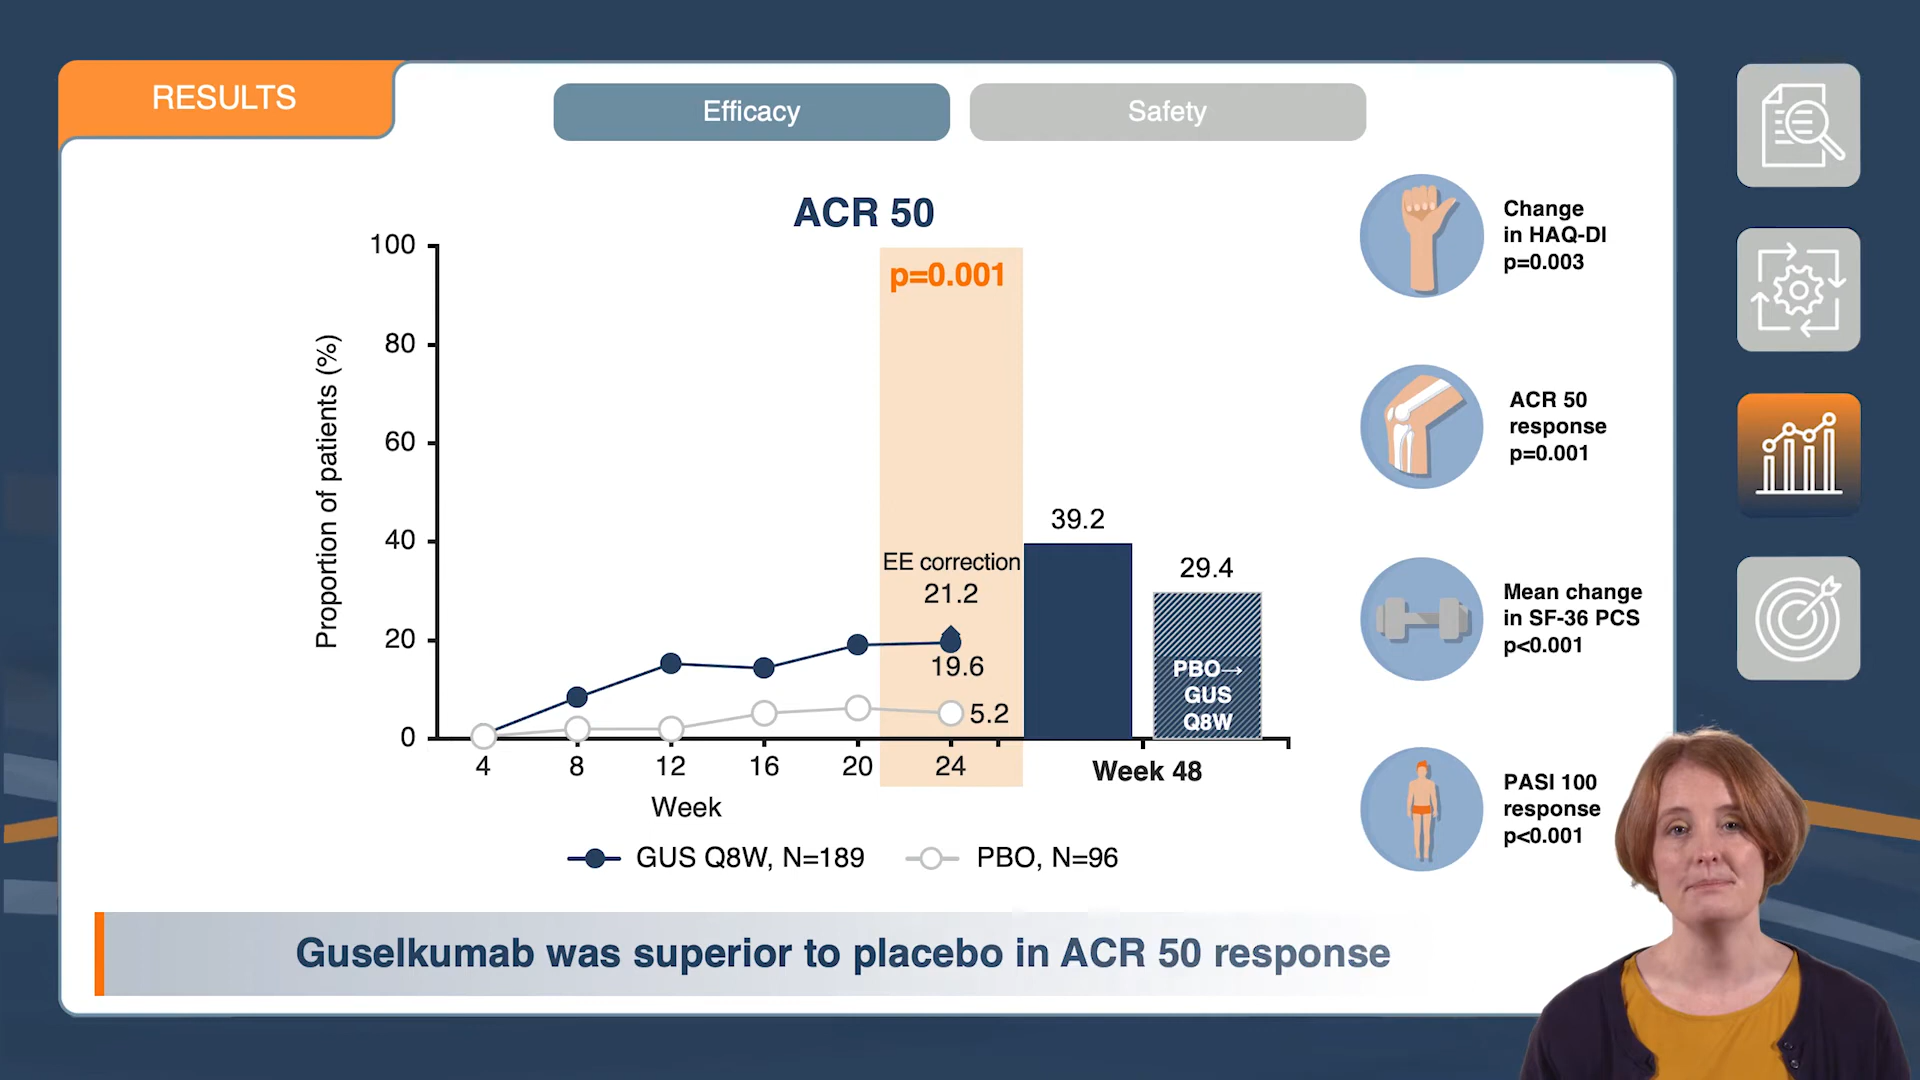 RESULTS
Efficacy
Safety
ACR 50
Proportion of patients (%)
100
80
60
40
20
0
p=0.001
EE correction
21.2
19.6
5.2
39.2
29.4
PBO→
GUS
Q8W
4 8 12 16 20 24
Week
Week 48
GUS Q8W, N=189
PBO, N=96
Change
in HAQ-DI
p=0.003
ACR 50
response
p=0.001
Mean change
in SF-36 PCS
p<0.001
PASI 100
response
p<0.001
Guselkumab was superior to placebo in ACR 50 response